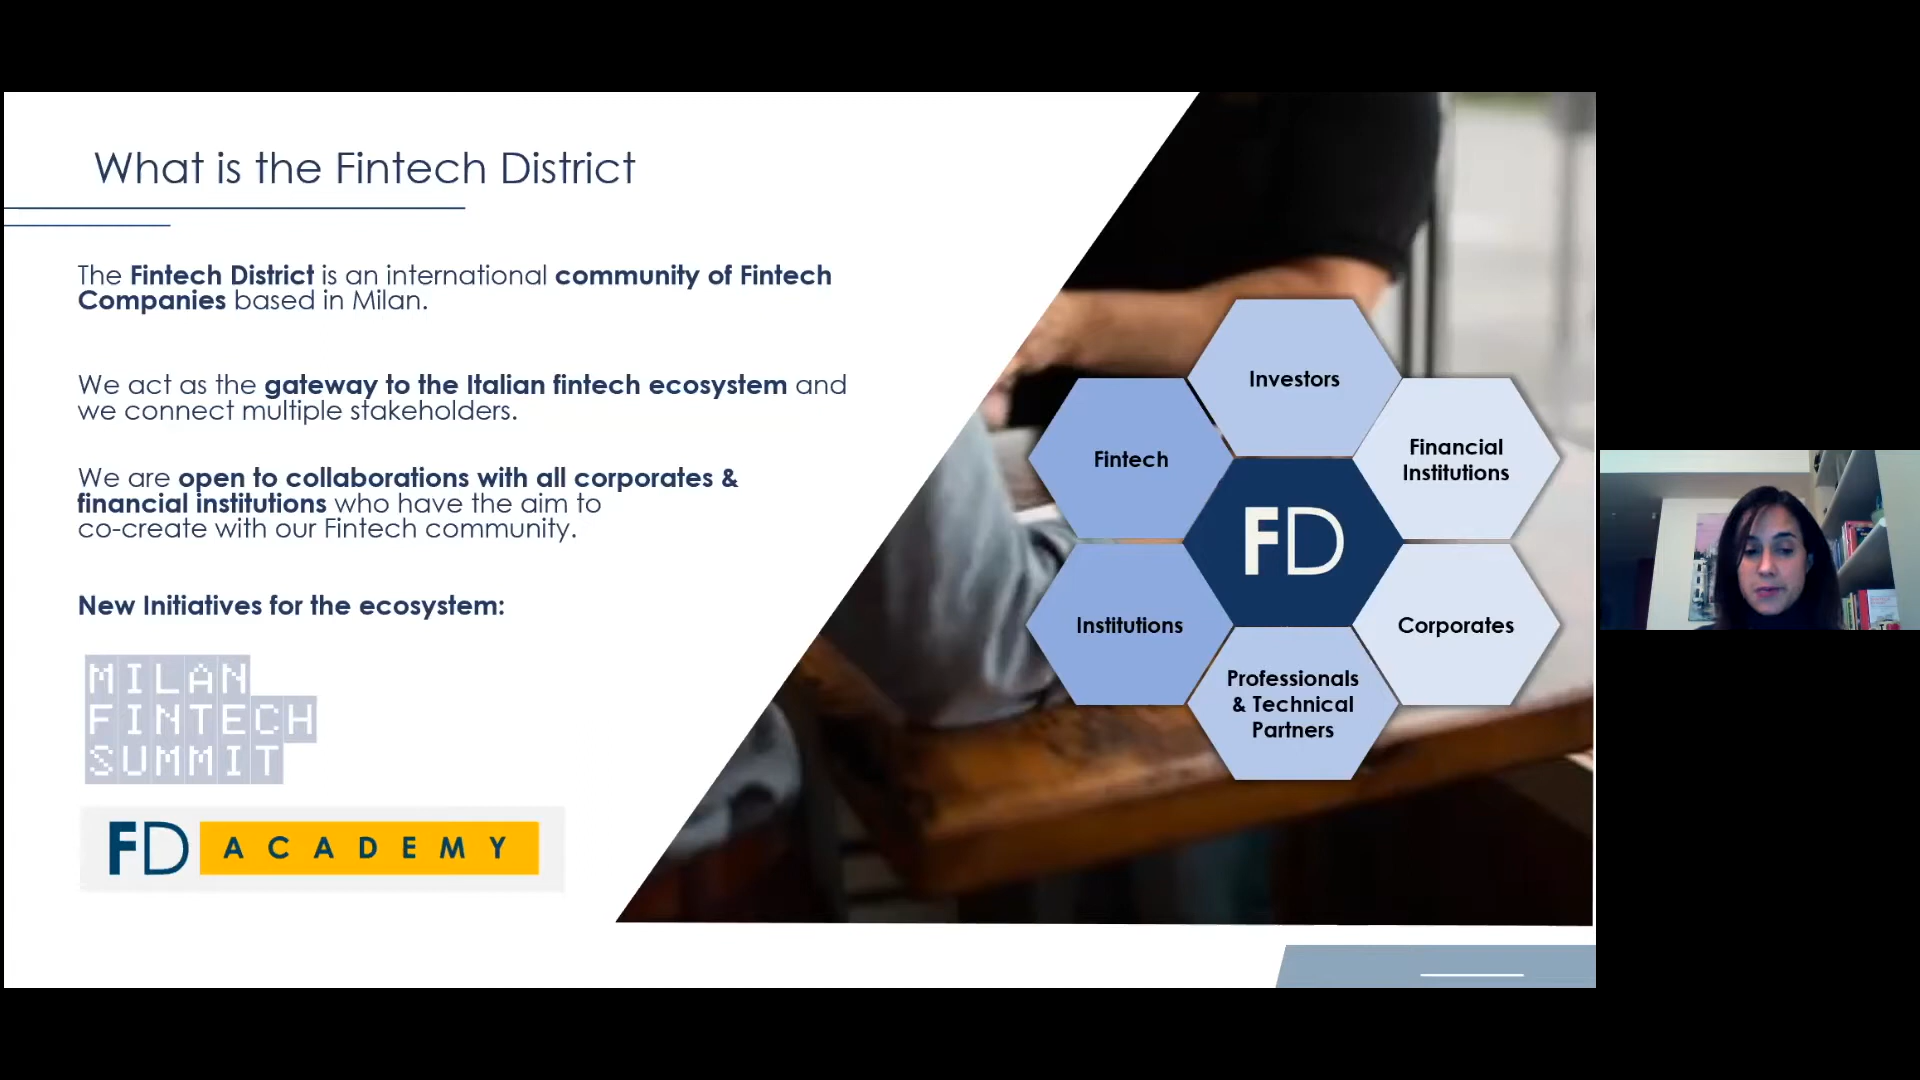 What is the Fintech District
The Fintech District is an international community of Fintech
Companies based in Milan.
We act as the gateway to the Italian fintech ecosystem and
we connect multiple stakeholders.
We are open to collaborations with all corporates &
financial institutions who have the aim to
co-create with our Fintech community.
New Initiatives for the ecosystem:
MILAN
FINTECH
SUMMIT
FD ACADEMY
Investors
Fintech
Financial
Institutions
FD
Institutions
Corporates
Professionals
& Technical
Partners